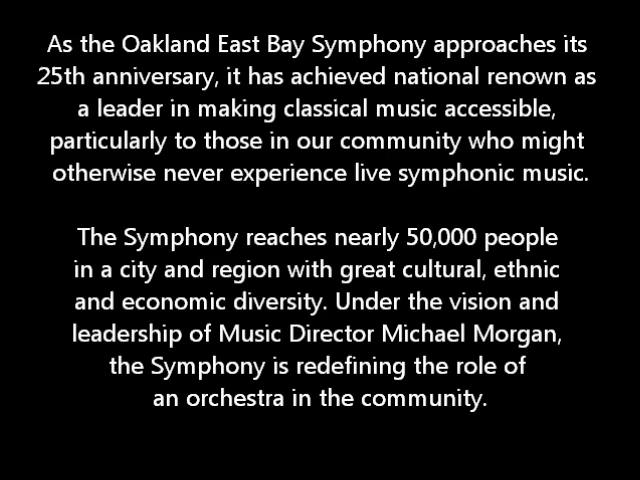 As the Oakland East Bay Symphony approaches its
25th anniversary, it has achieved national renown as
a leader in making classical music accessible,
particularly to those in our community who might
otherwise never experience live symphonic music.
The Symphony reaches nearly 50,000 people
in a city and region with great cultural, ethnic
and economic diversity. Under the vision and
leadership of Music Director Michael Morgan,
the Symphony is redefining the role of
an orchestra in the community.